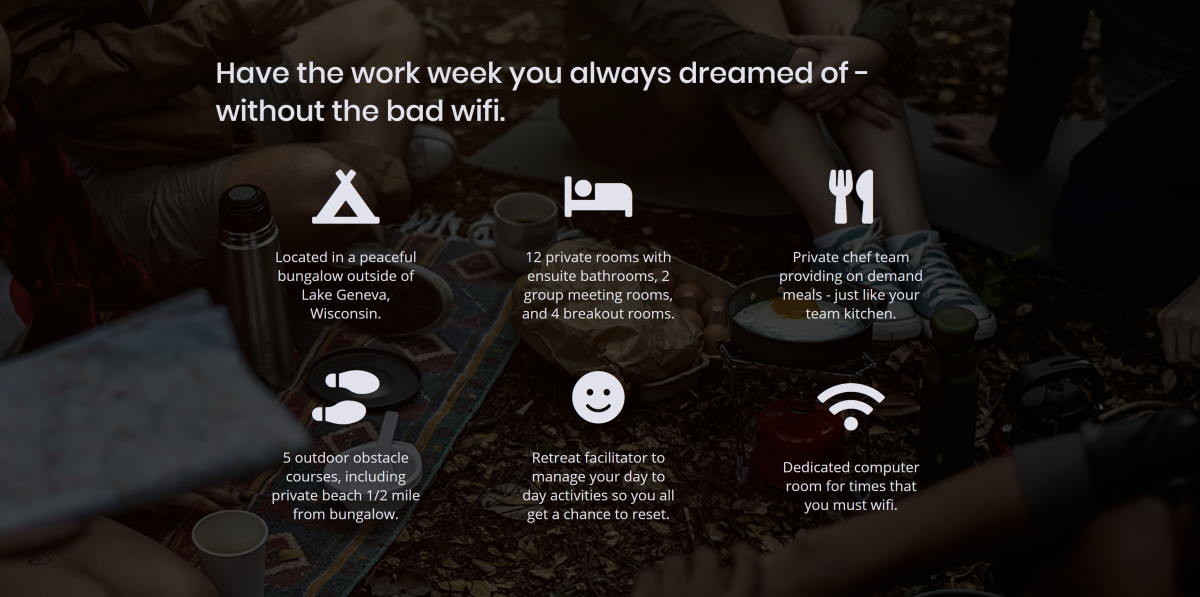 Have the work week you always dreamed of -
without the bad wifi.
Located in a peaceful
bungalow outside of
Lake Geneva,
Wisconsin.
12 private rooms with
ensuite bathrooms, 2
group meeting rooms,
and 4 breakout rooms.
Private chef team
providing on demand
meals - just like your
team kitchen.
5 outdoor obstacle
courses, including
private beach 1/2 mile
from bungalow.
Retreat facilitator to
manage your day to
day activities so you all
get a chance to reset.
Dedicated computer
room for times that
you must wifi.